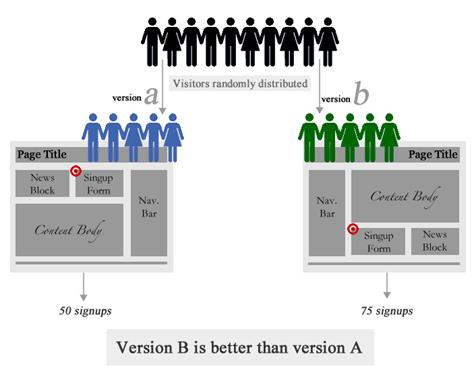 Visitors randomly distributed
version a
version b
Page Title
News
Block
Singup
Form
Nav.
Bar
Content Body
Page Title
Nav.
Bar
Content Body
Singup
Form
News
Block
50 signups
75 signups
Version B is better than version A